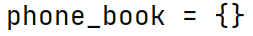 phone_book = {}